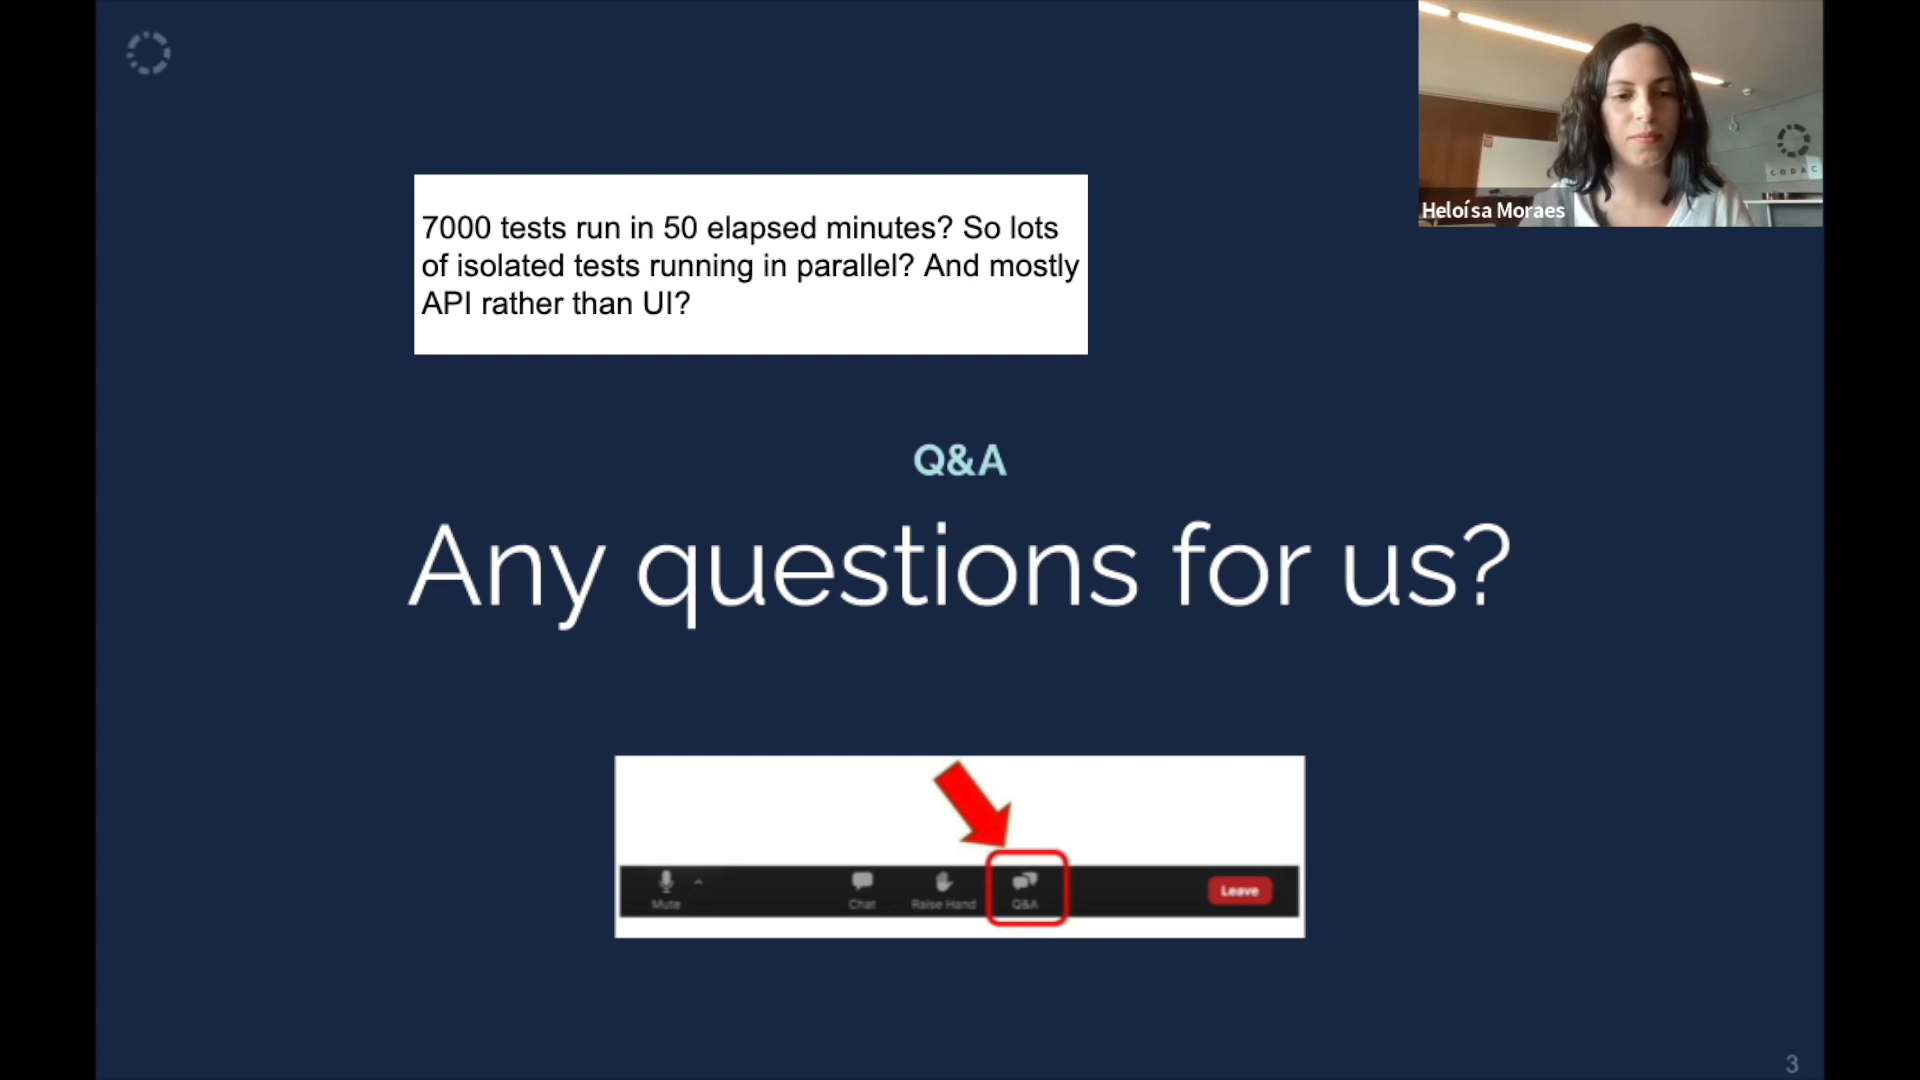 Heloísa Moraes
CODAC
7000 tests run in 50 elapsed minutes? So lots
of isolated tests running in parallel? And mostly
API rather than UI?
Q&A
Any questions for us?
Mute
Chat
Raise Hand
Q&A
Leave
3